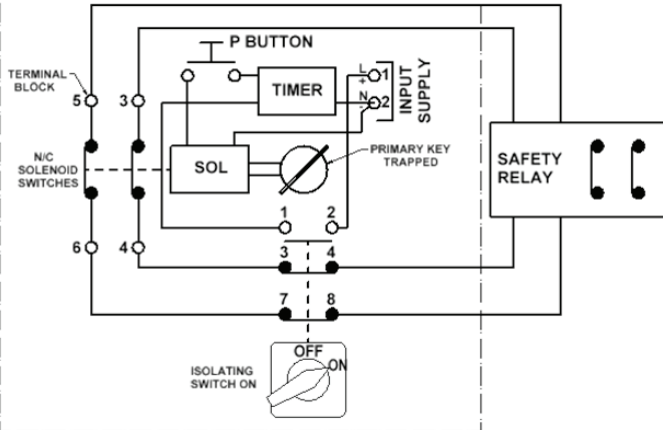 P BUTTON
TERMINAL
BLOCK
5
3
TIMER
L
+
1
N
-
2
INPUT
SUPPLY
N/C
SOLENOID
SWITCHES
SOL
PRIMARY KEY
TRAPPED
SAFETY
RELAY
1
2
6
4
3
4
7
8
OFF
ON
ISOLATING
SWITCH ON